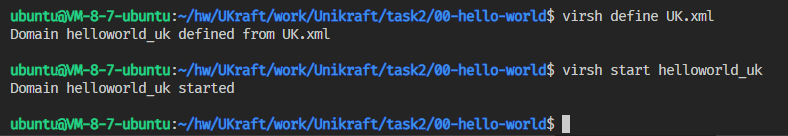 ubuntu@VM-8-7-ubuntu:~/hw/UKraft/work/Unikraft/task2/00-hello-world$ virsh define UK.xml
Domain helloworld_uk defined from UK.xml
ubuntu@VM-8-7-ubuntu:~/hw/UKraft/work/Unikraft/task2/00-hello-world$ virsh start helloworld_uk
Domain helloworld_uk started
ubuntu@VM-8-7-ubuntu:~/hw/UKraft/work/Unikraft/task2/00-hello-world$